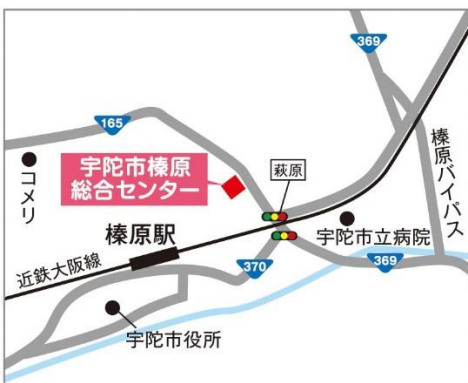 369
165
コメリ
宇陀市榛原
総合センター
萩原
榛原バイパス
榛原駅
宇陀市立病院
近鉄大阪線
370
369
宇陀市役所